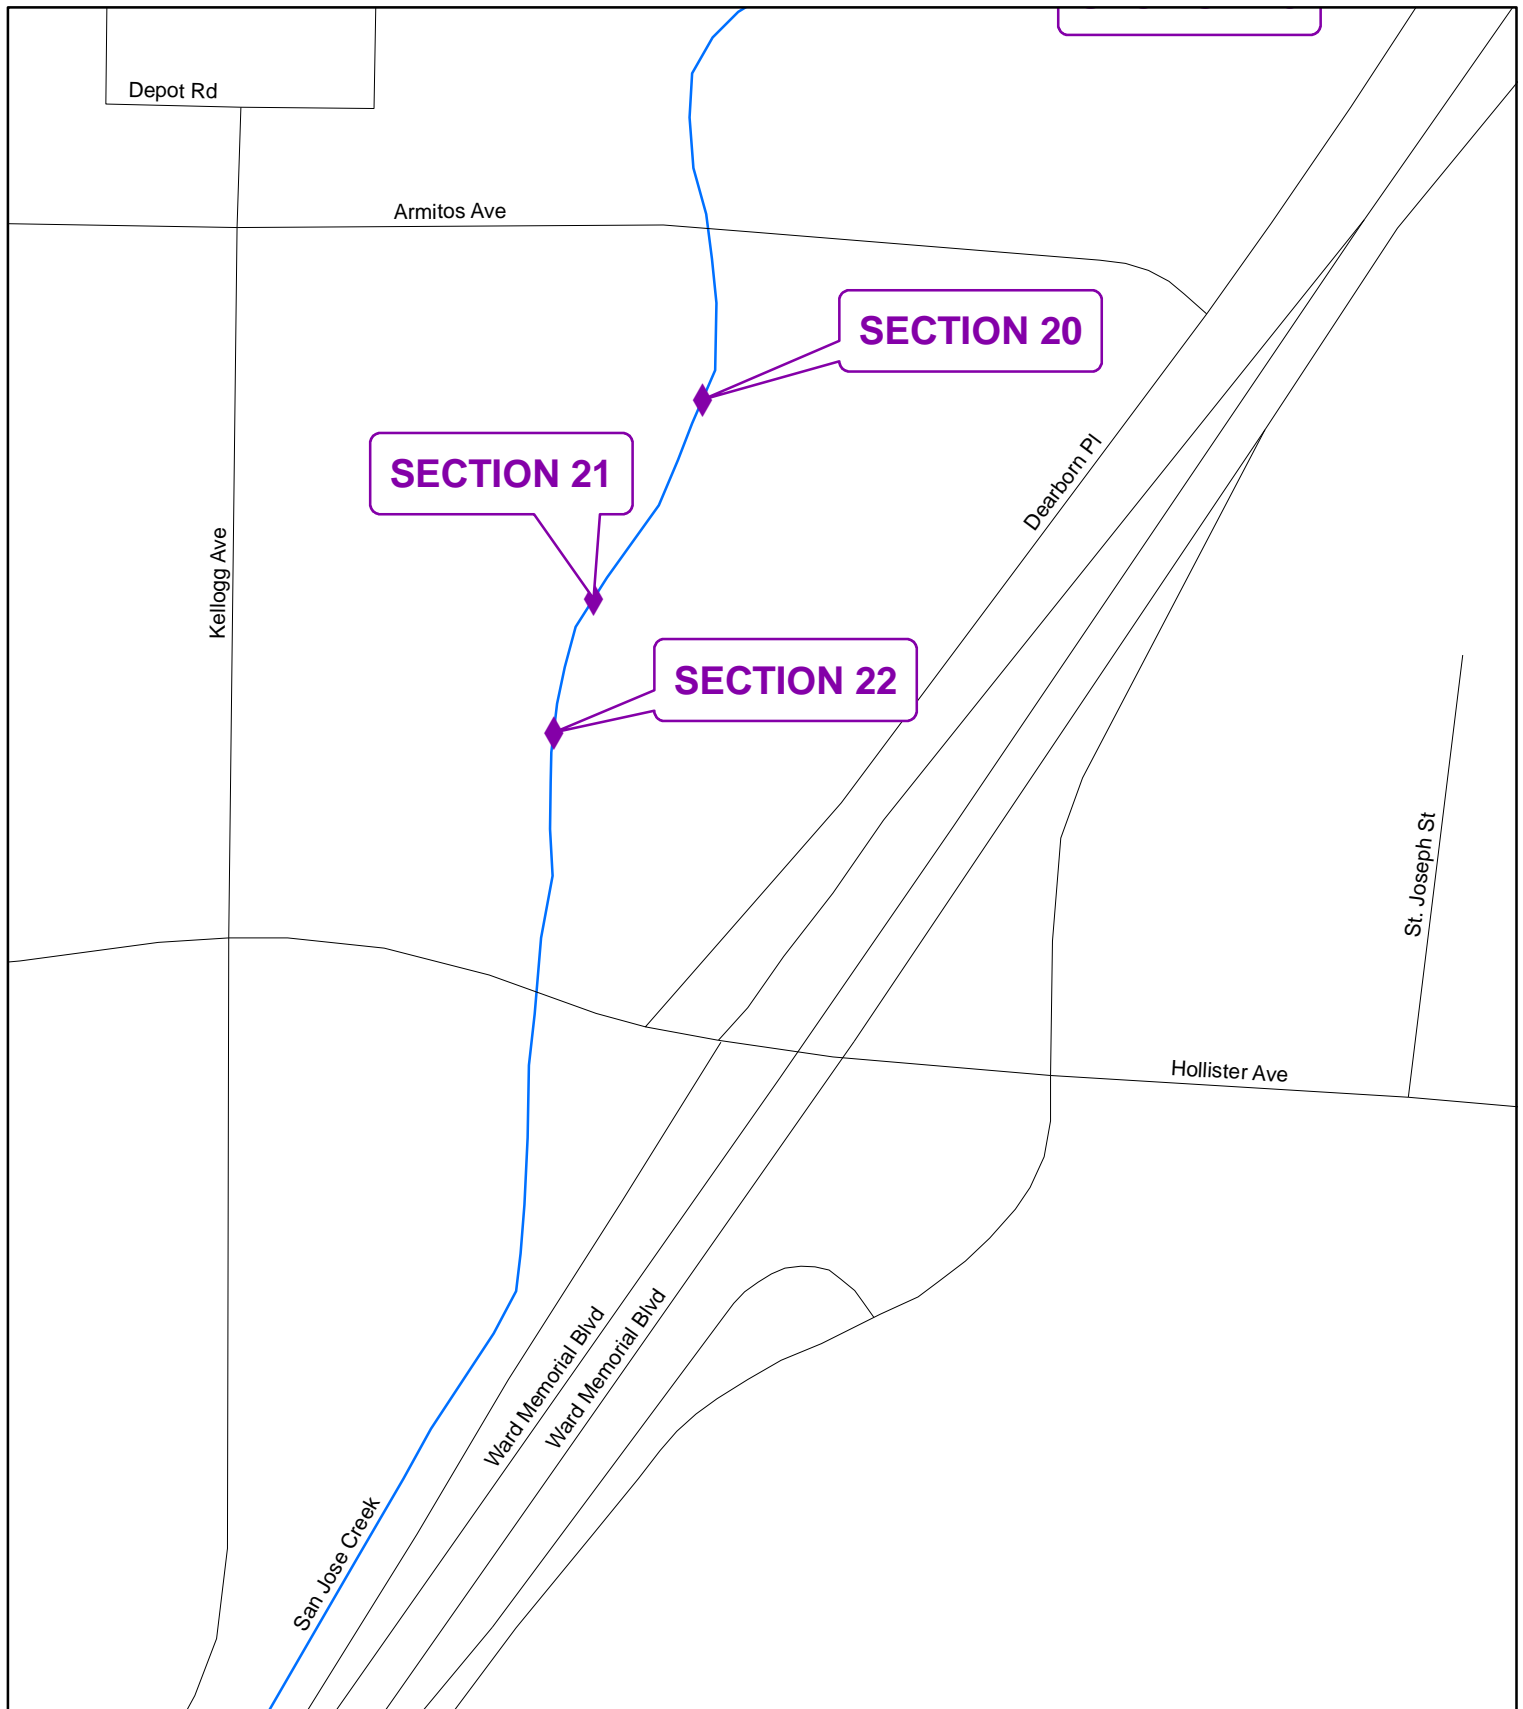 Depot Rd
Armitos Ave
SECTION 20
SECTION 21
Dearborn Pl
Kellogg Ave
SECTION 22
St. Joseph St
Hollister Ave
Ward Memorial Blvd
Ward Memorial Blvd
San Jose Creek